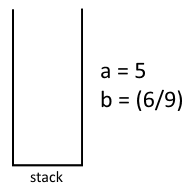 a = 5
b = (6/9)
stack